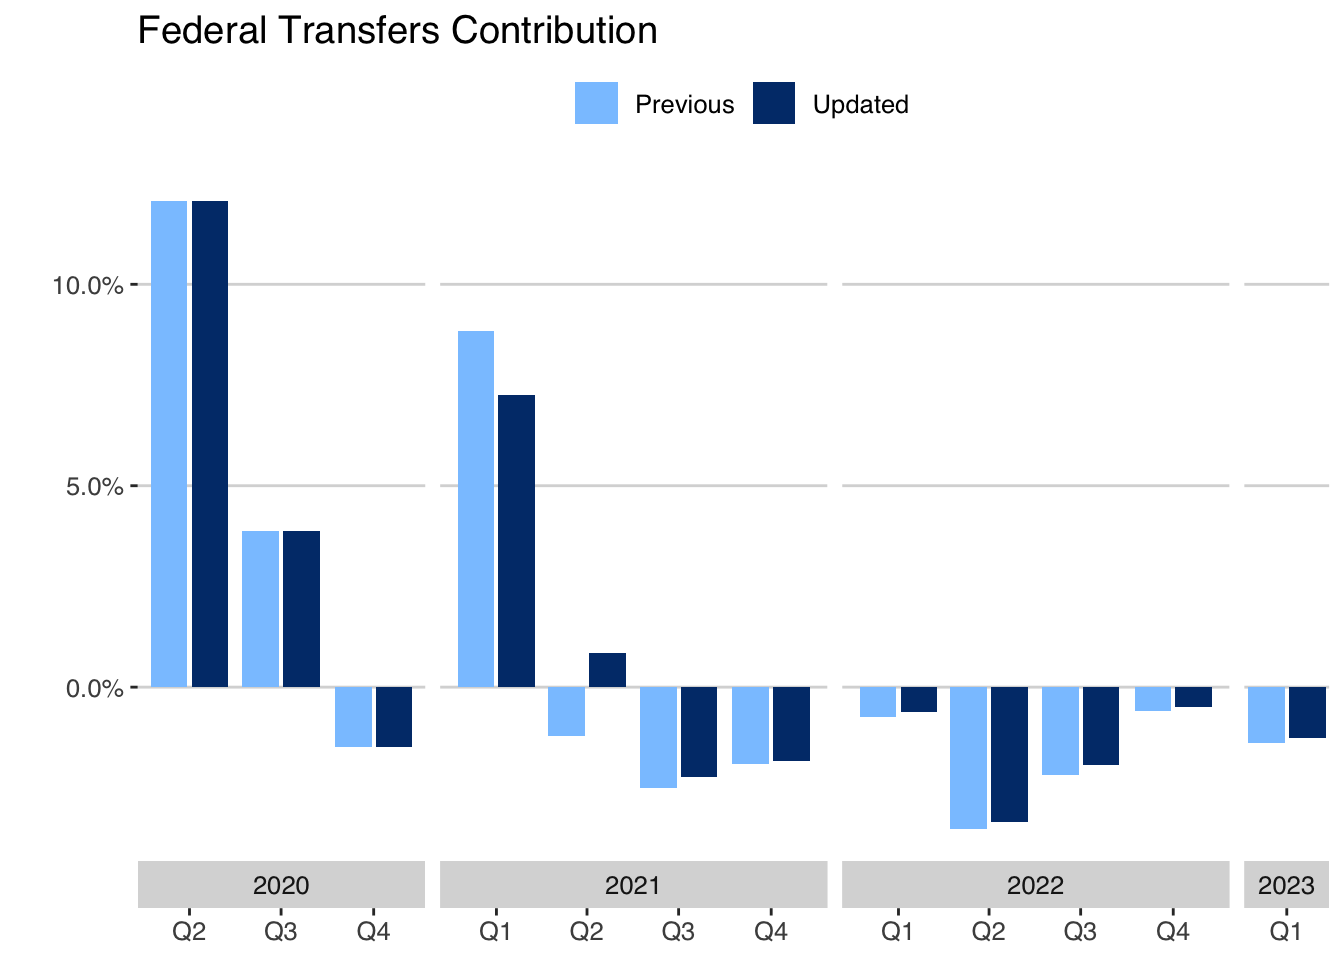 Federal Transfers Contribution
Previous Updated
10.0%
5.0%
0.0%
2020 2021 2022 2023
Q2 Q3 Q4 Q1 Q2 Q3 Q4 Q1 Q2 Q3 Q4 Q1